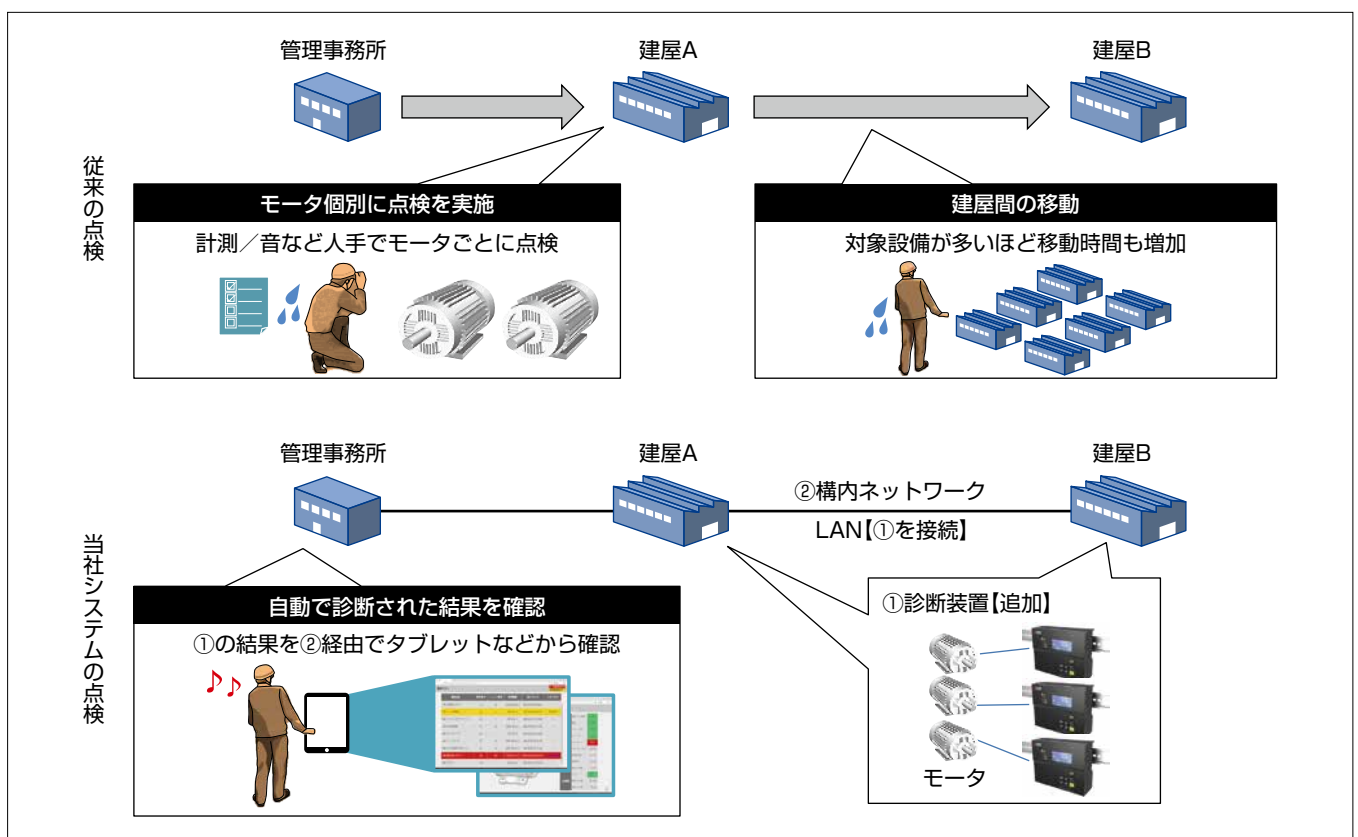 従来の点検
管理事務所
建屋A
建屋B
モータ個別に点検を実施
計測／音など人手でモータごとに点検
建屋間の移動
対象設備が多いほど移動時間も増加
当社システムの点検
管理事務所
建屋A
建屋B
②構内ネットワーク
LAN【①を接続】
自動で診断された結果を確認
①の結果を②経由でタブレットなどから確認
①診断装置【追加】
モータ